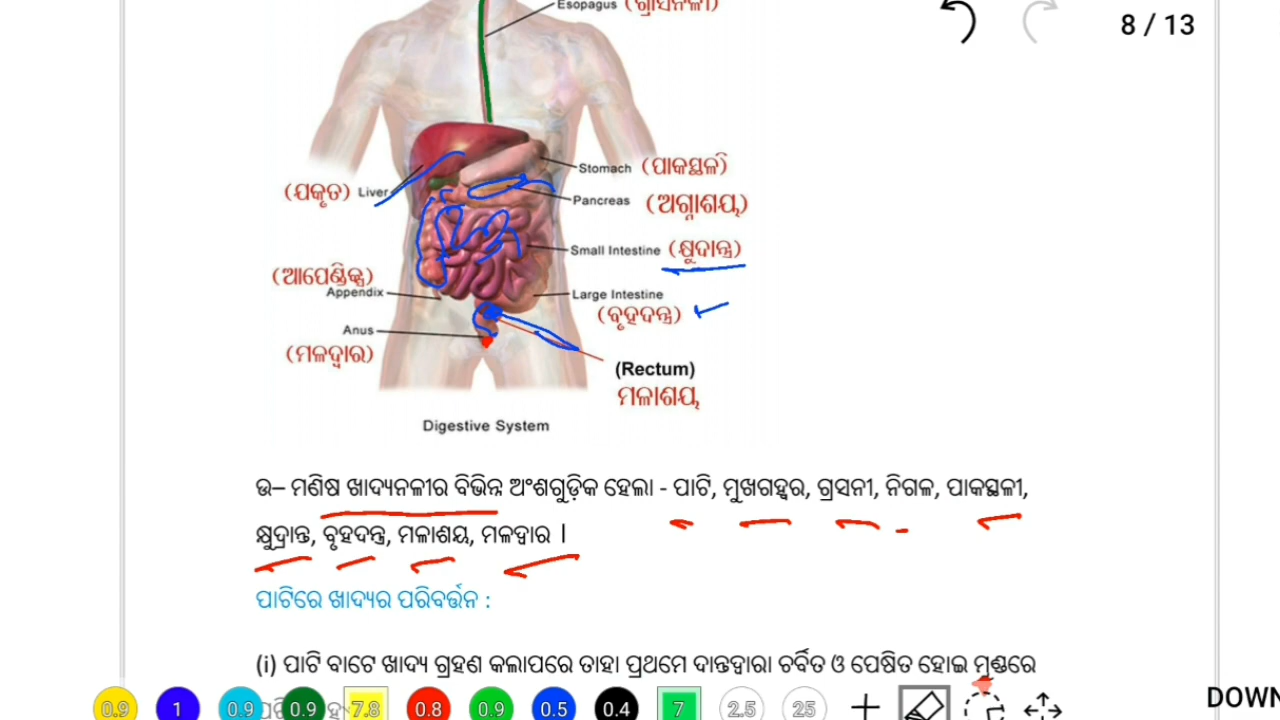 Esopagus (ଗ୍ରାସନଳୀ)
8 / 13
Stomach (ପାକସ୍ଥଳୀ)
(ଯକୃତ) Liver
Pancreas (ଅଗ୍ନାଶୟ)
Small Intestine (କ୍ଷୁଦାନ୍ତ୍ର)
(ଆପେଣ୍ଡିକ୍ସ)
Appendix
Large Intestine
(ବୃହଦନ୍ତ୍ର)
Anus
(ମଳଦ୍ୱାର)
(Rectum)
ମଳାଶୟ
Digestive System
ଉ– ମଣିଷ ଖାଦ୍ୟନଳୀର ବିଭିନ୍ନ ଅଂଶଗୁଡ଼ିକ ହେଲା - ପାଟି, ମୁଖଗହ୍ୱର, ଗ୍ରସନୀ, ନିଗଳ, ପାକସ୍ଥଳୀ,
କ୍ଷୁଦ୍ରାନ୍ତ, ବୃହଦନ୍ତ୍ର, ମଳାଶୟ, ମଳଦ୍ୱାର ।
ପାଟିରେ ଖାଦ୍ୟର ପରିବର୍ତ୍ତନ :
(i) ପାଟି ବାଟେ ଖାଦ୍ୟ ଗ୍ରହଣ କଲାପରେ ତାହା ପ୍ରଥମେ ଦାନ୍ତଦ୍ୱାରା ଚର୍ବିତ ଓ ପେଷିତ ହୋଇ ମୁଣ୍ଡରେ
0.9 1 0.9 0.9 7.8 0.8 0.9 0.5 0.4 7 2.5 25
DOWN